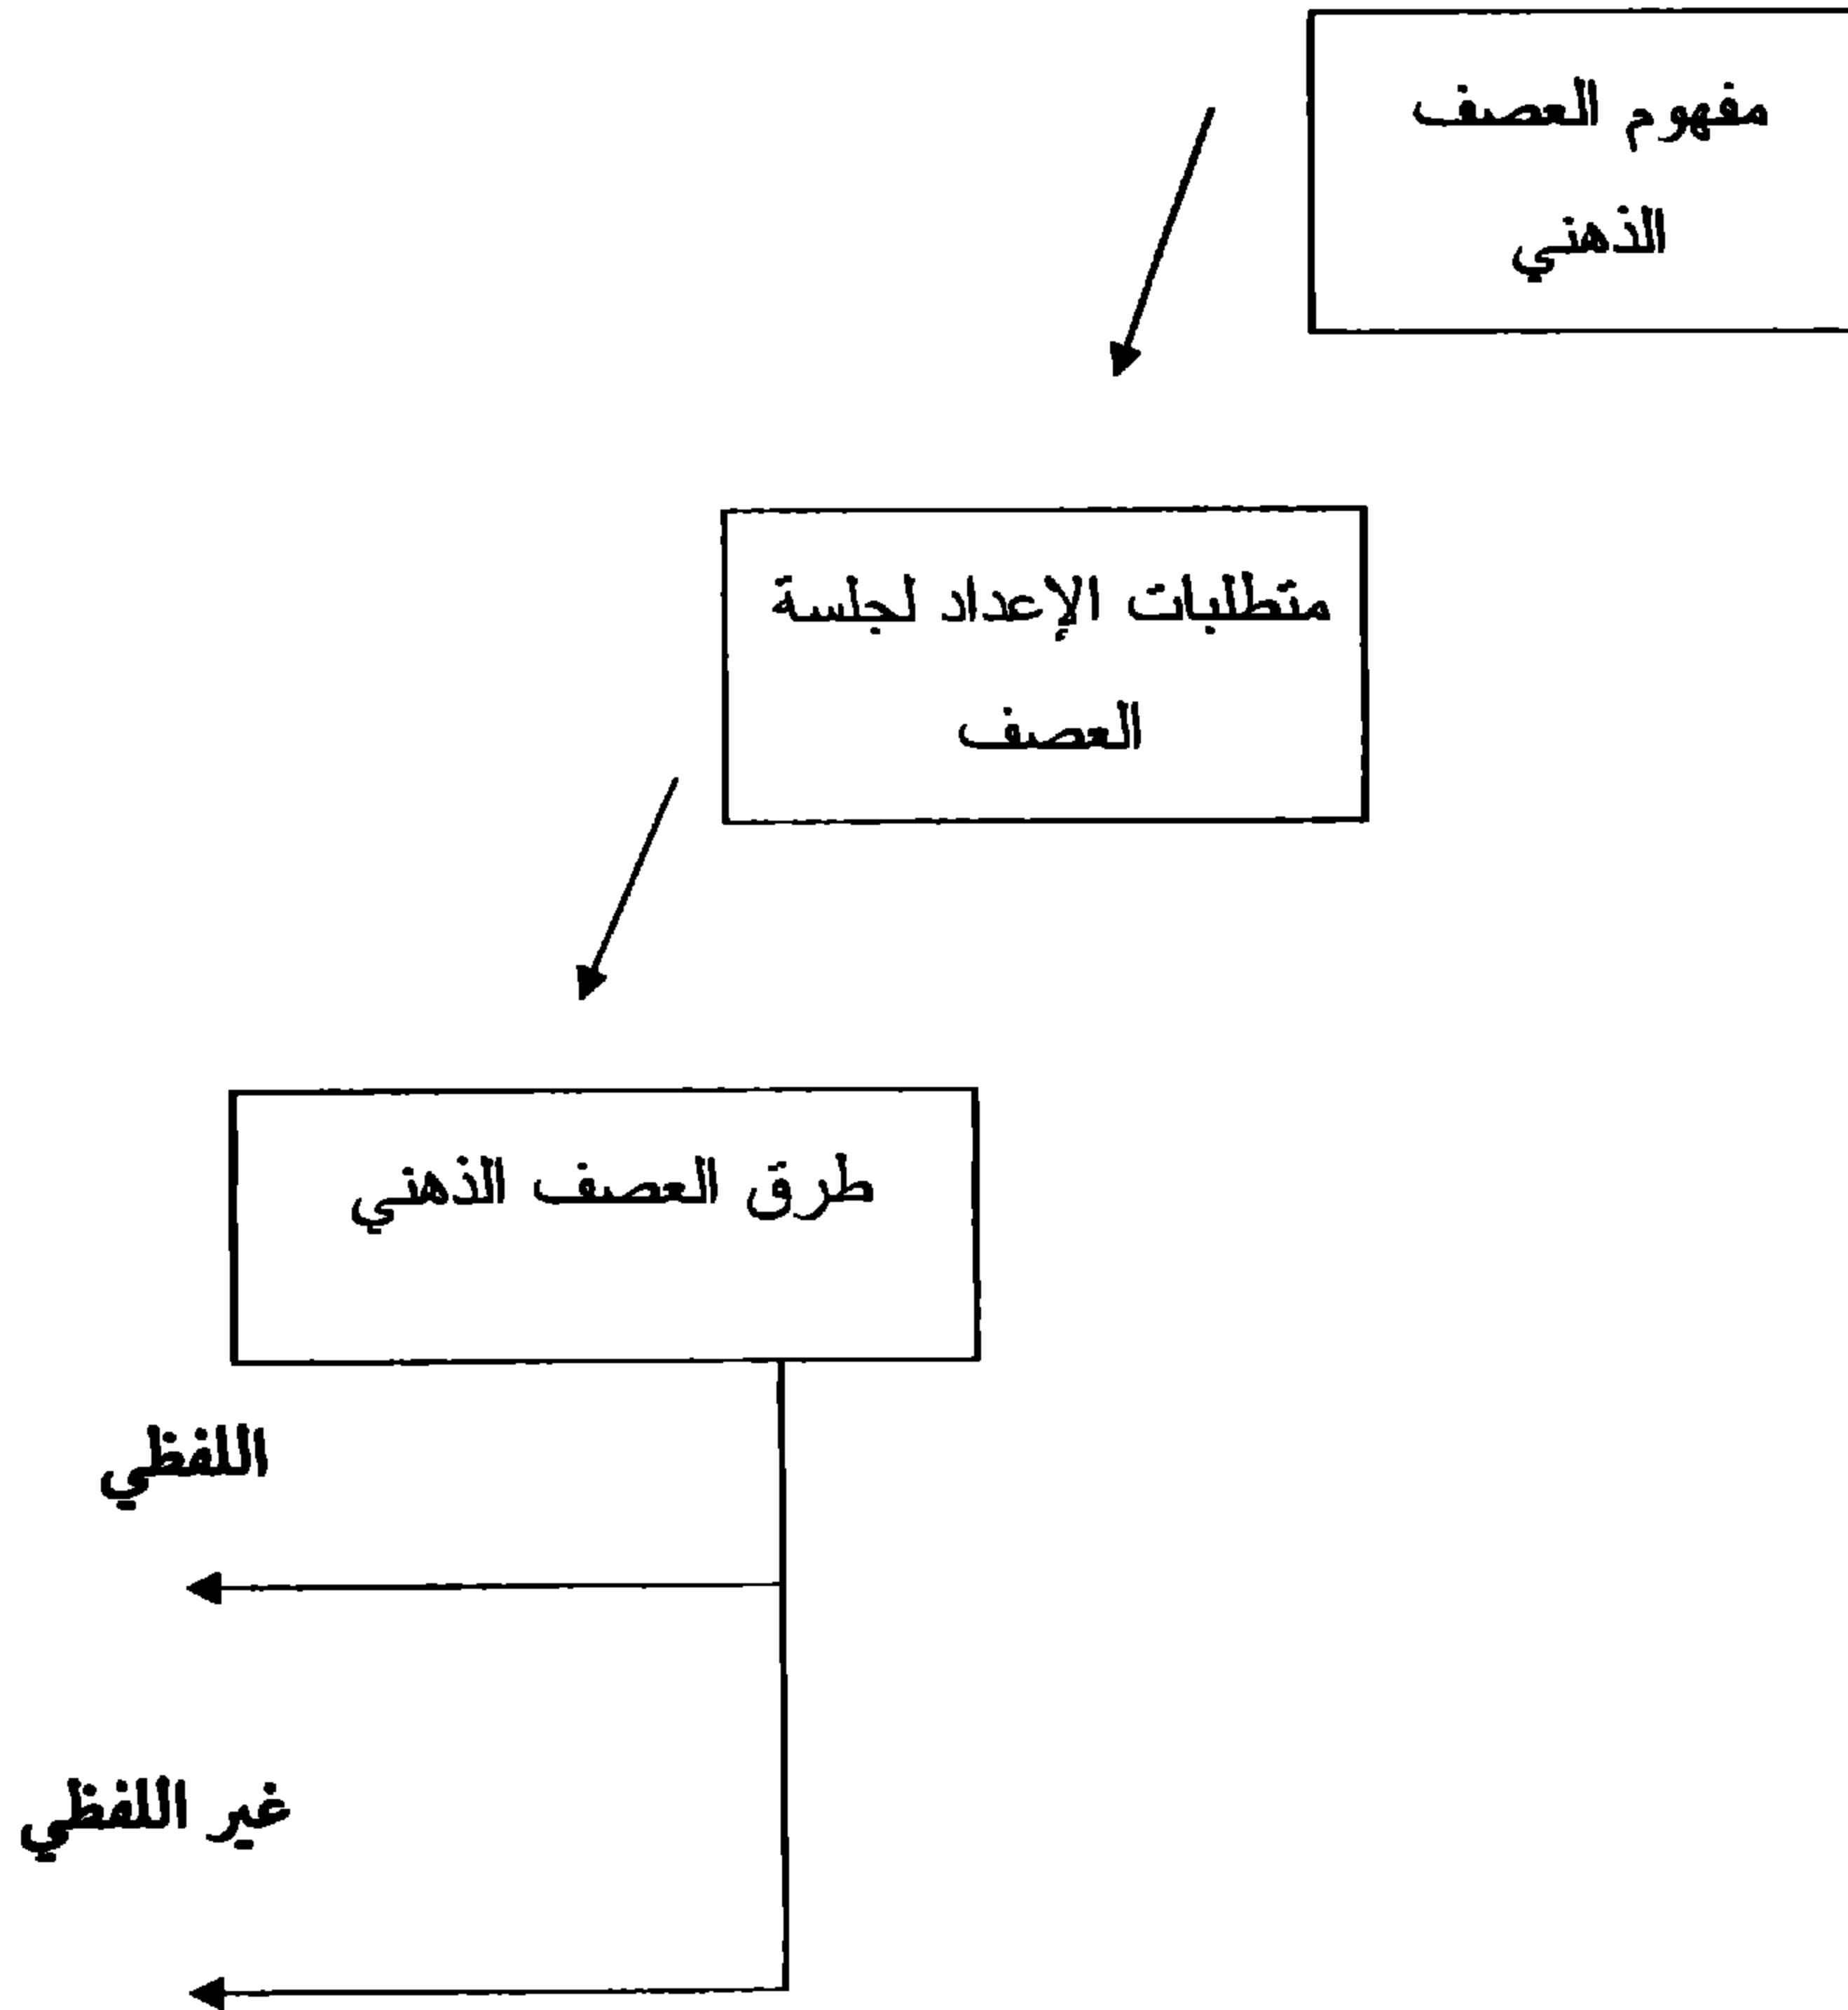 مفهوم العصف
الذهني
متطلبات الإعداد لجلسة
العصف
طرق العصف الذهني
اللفظي
غير اللفظي